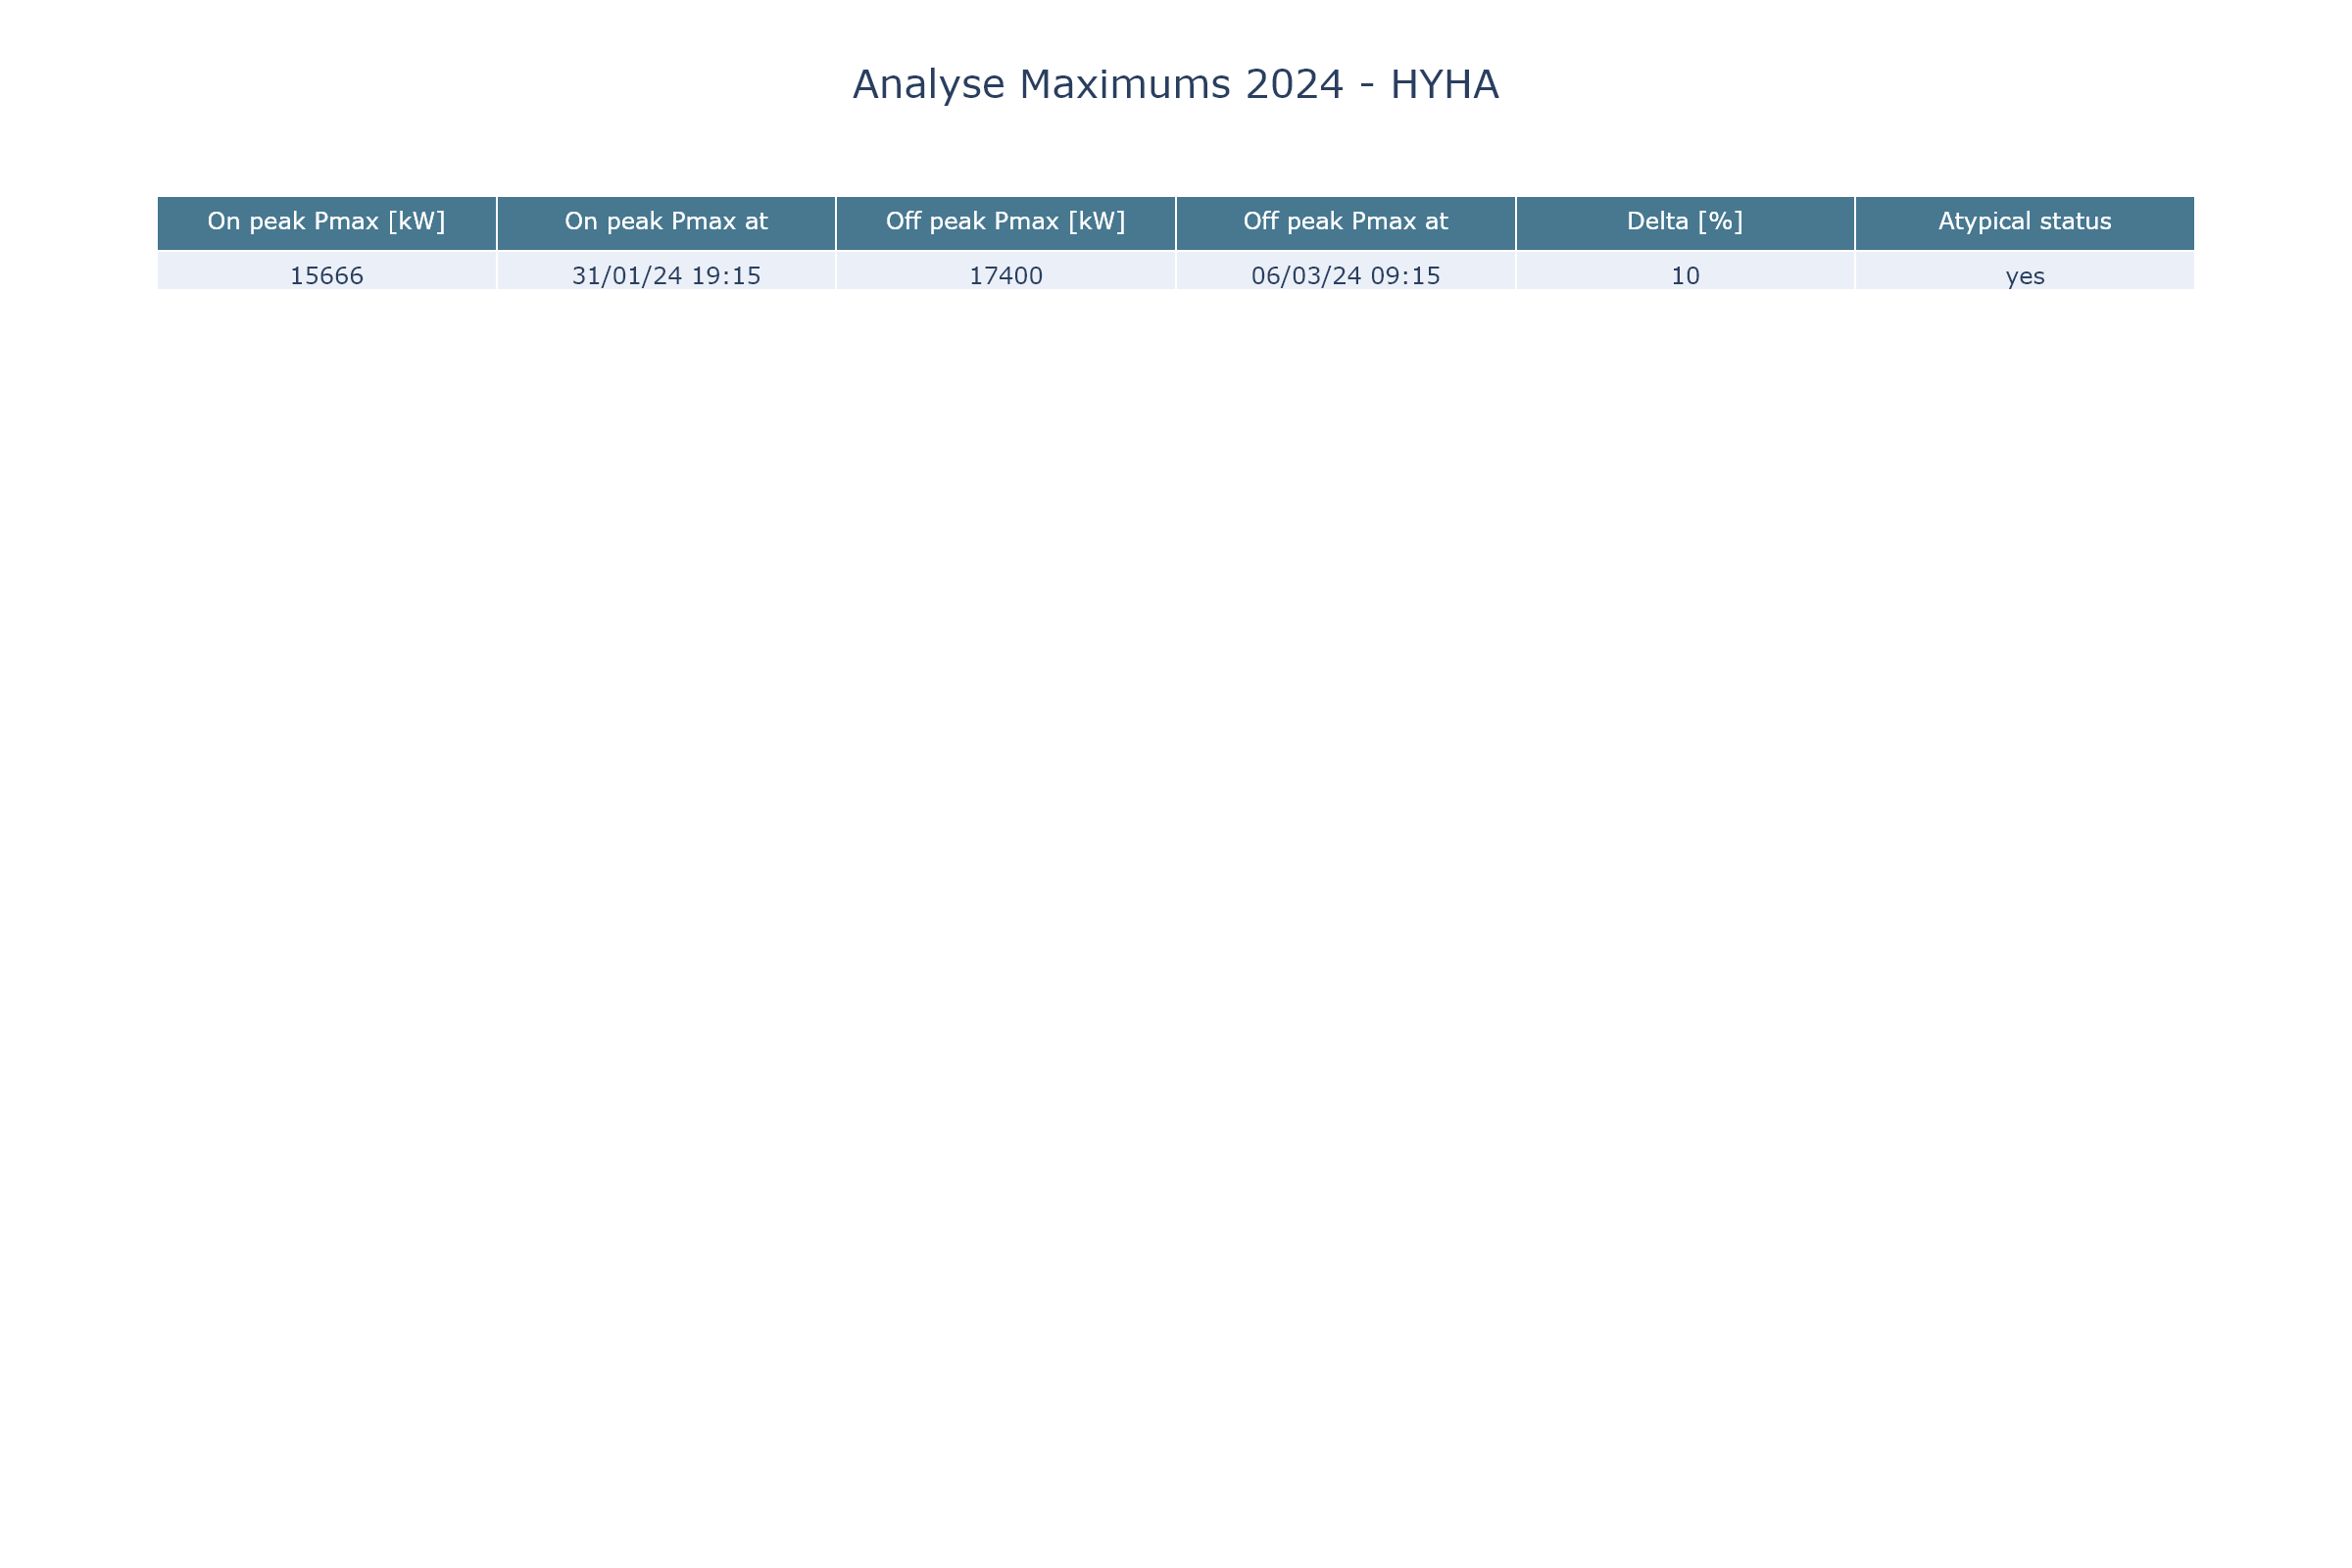 Analyse Maximums 2024 - HYHA
On peak Pmax [kW] On peak Pmax at Off peak Pmax [kW] Off peak Pmax at Delta [%] Atypical status
15666 31/01/24 19:15 17400 06/03/24 09:15 10 yes